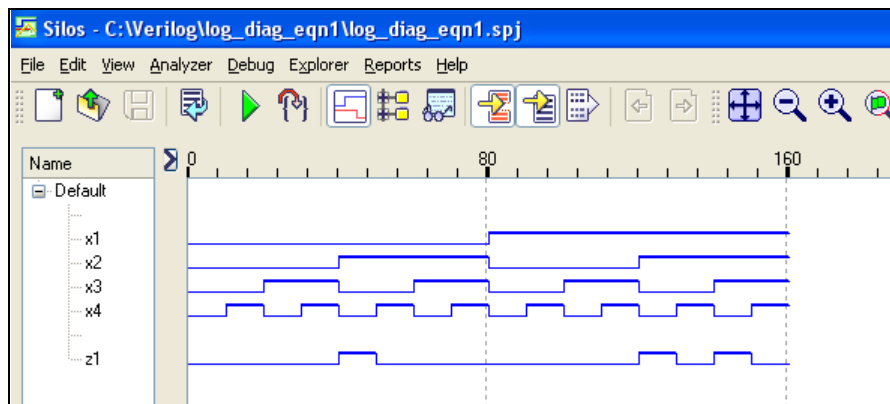 Silos - C:\Verilog\log_diag_eqn1\log_diag_eqn1.spj
File Edit View Analyzer Debug Explorer Reports Help
Name
0 80 160
Default
x1
x2
x3
x4
z1